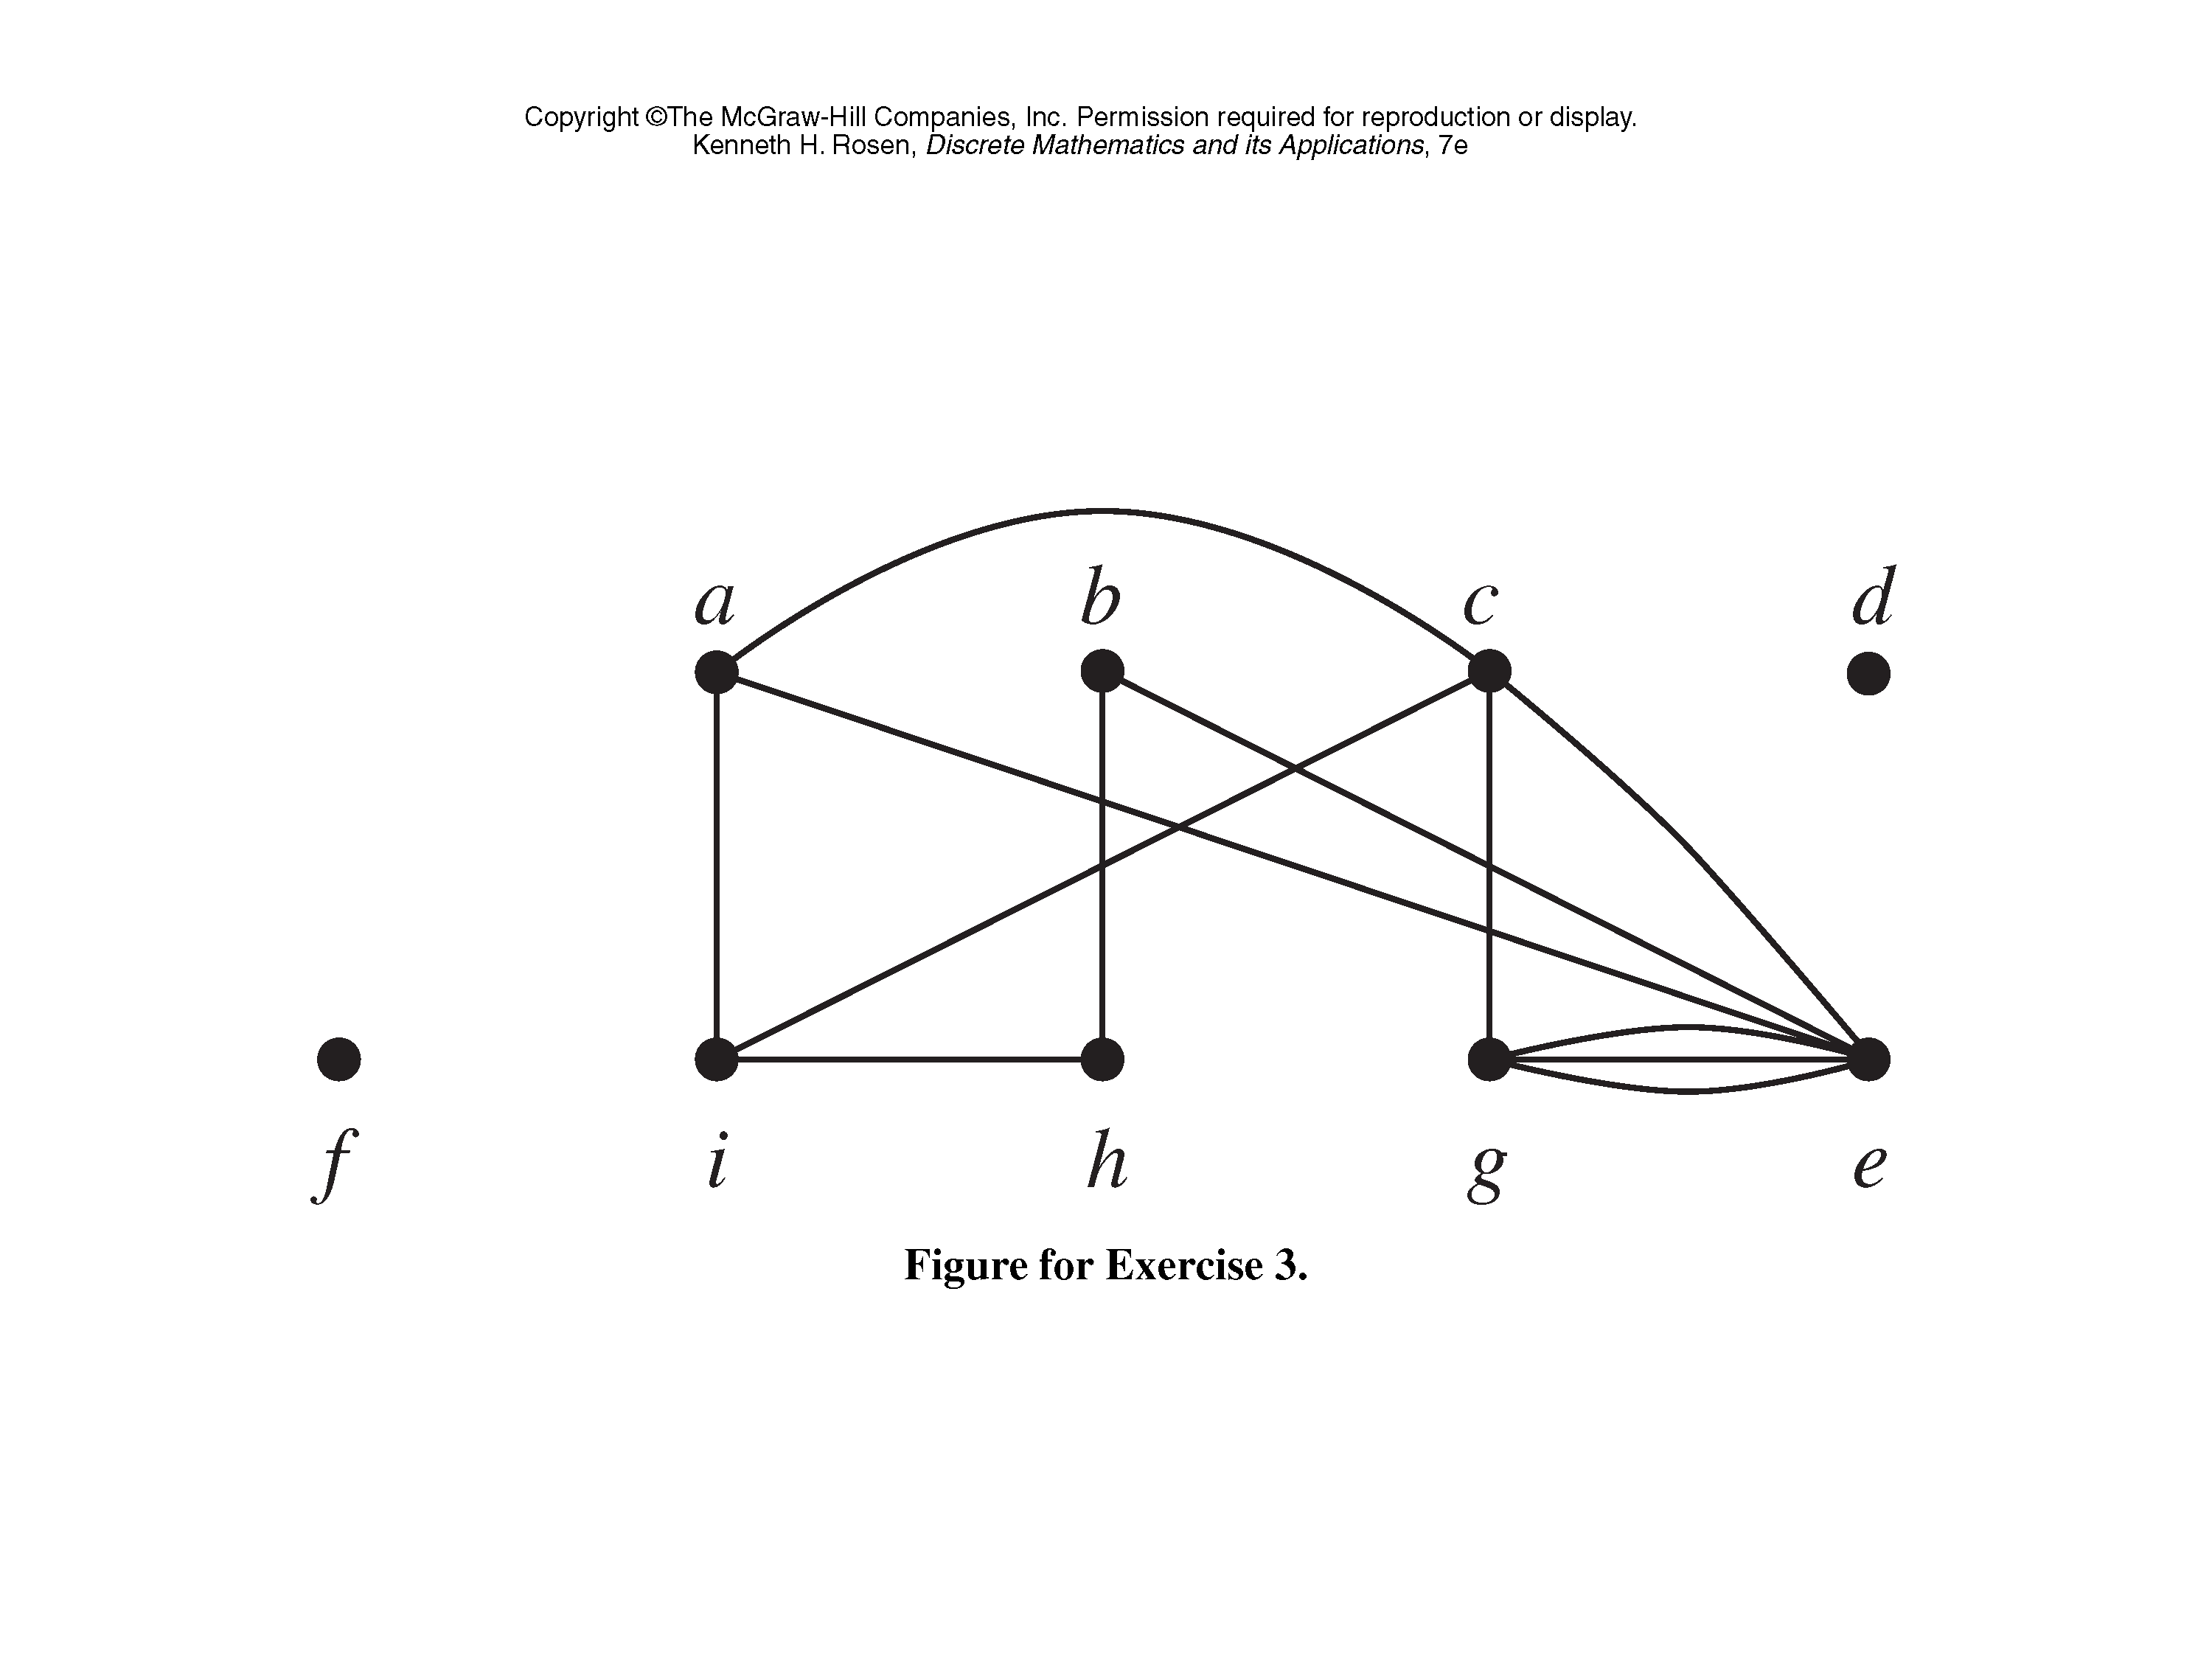 Copyright ©The McGraw-Hill Companies, Inc. Permission required for reproduction or display.
Kenneth H. Rosen, Discrete Mathematics and its Applications, 7e
a b c d
f i h g e
Figure for Exercise 3.